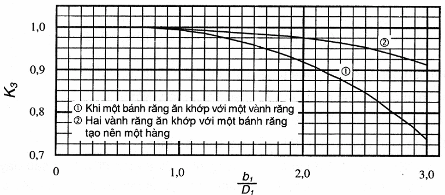 K3
1,0
0,9
0,8
0,7
①
②
① Khi một bánh răng ăn khớp với một vành răng
② Hai vành răng ăn khớp với một bánh răng
tạo nên một hàng
0
1,0
2,0
3,0
b1
D1